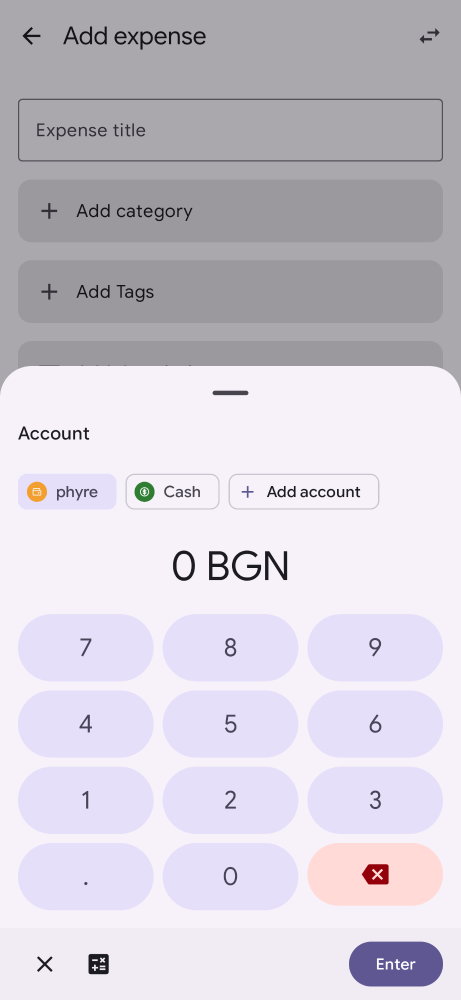 Add expense
Expense title
Add category
Add Tags
Account
phyre
Cash
Add account
0 BGN
7 8 9
4 5 6
1 2 3
. 0
Enter